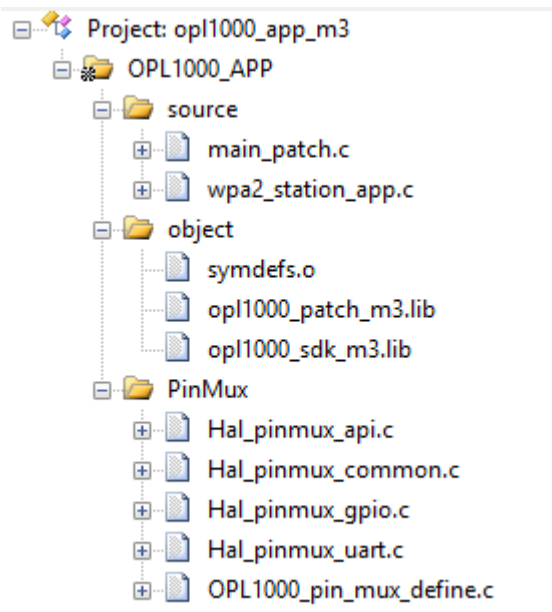 Project: opl1000_app_m3
OPL1000_APP
source
main_patch.c
wpa2_station_app.c
object
symdefs.o
opl1000_patch_m3.lib
opl1000_sdk_m3.lib
PinMux
Hal_pinmux_api.c
Hal_pinmux_common.c
Hal_pinmux_gpio.c
Hal_pinmux_uart.c
OPL1000_pin_mux_define.c